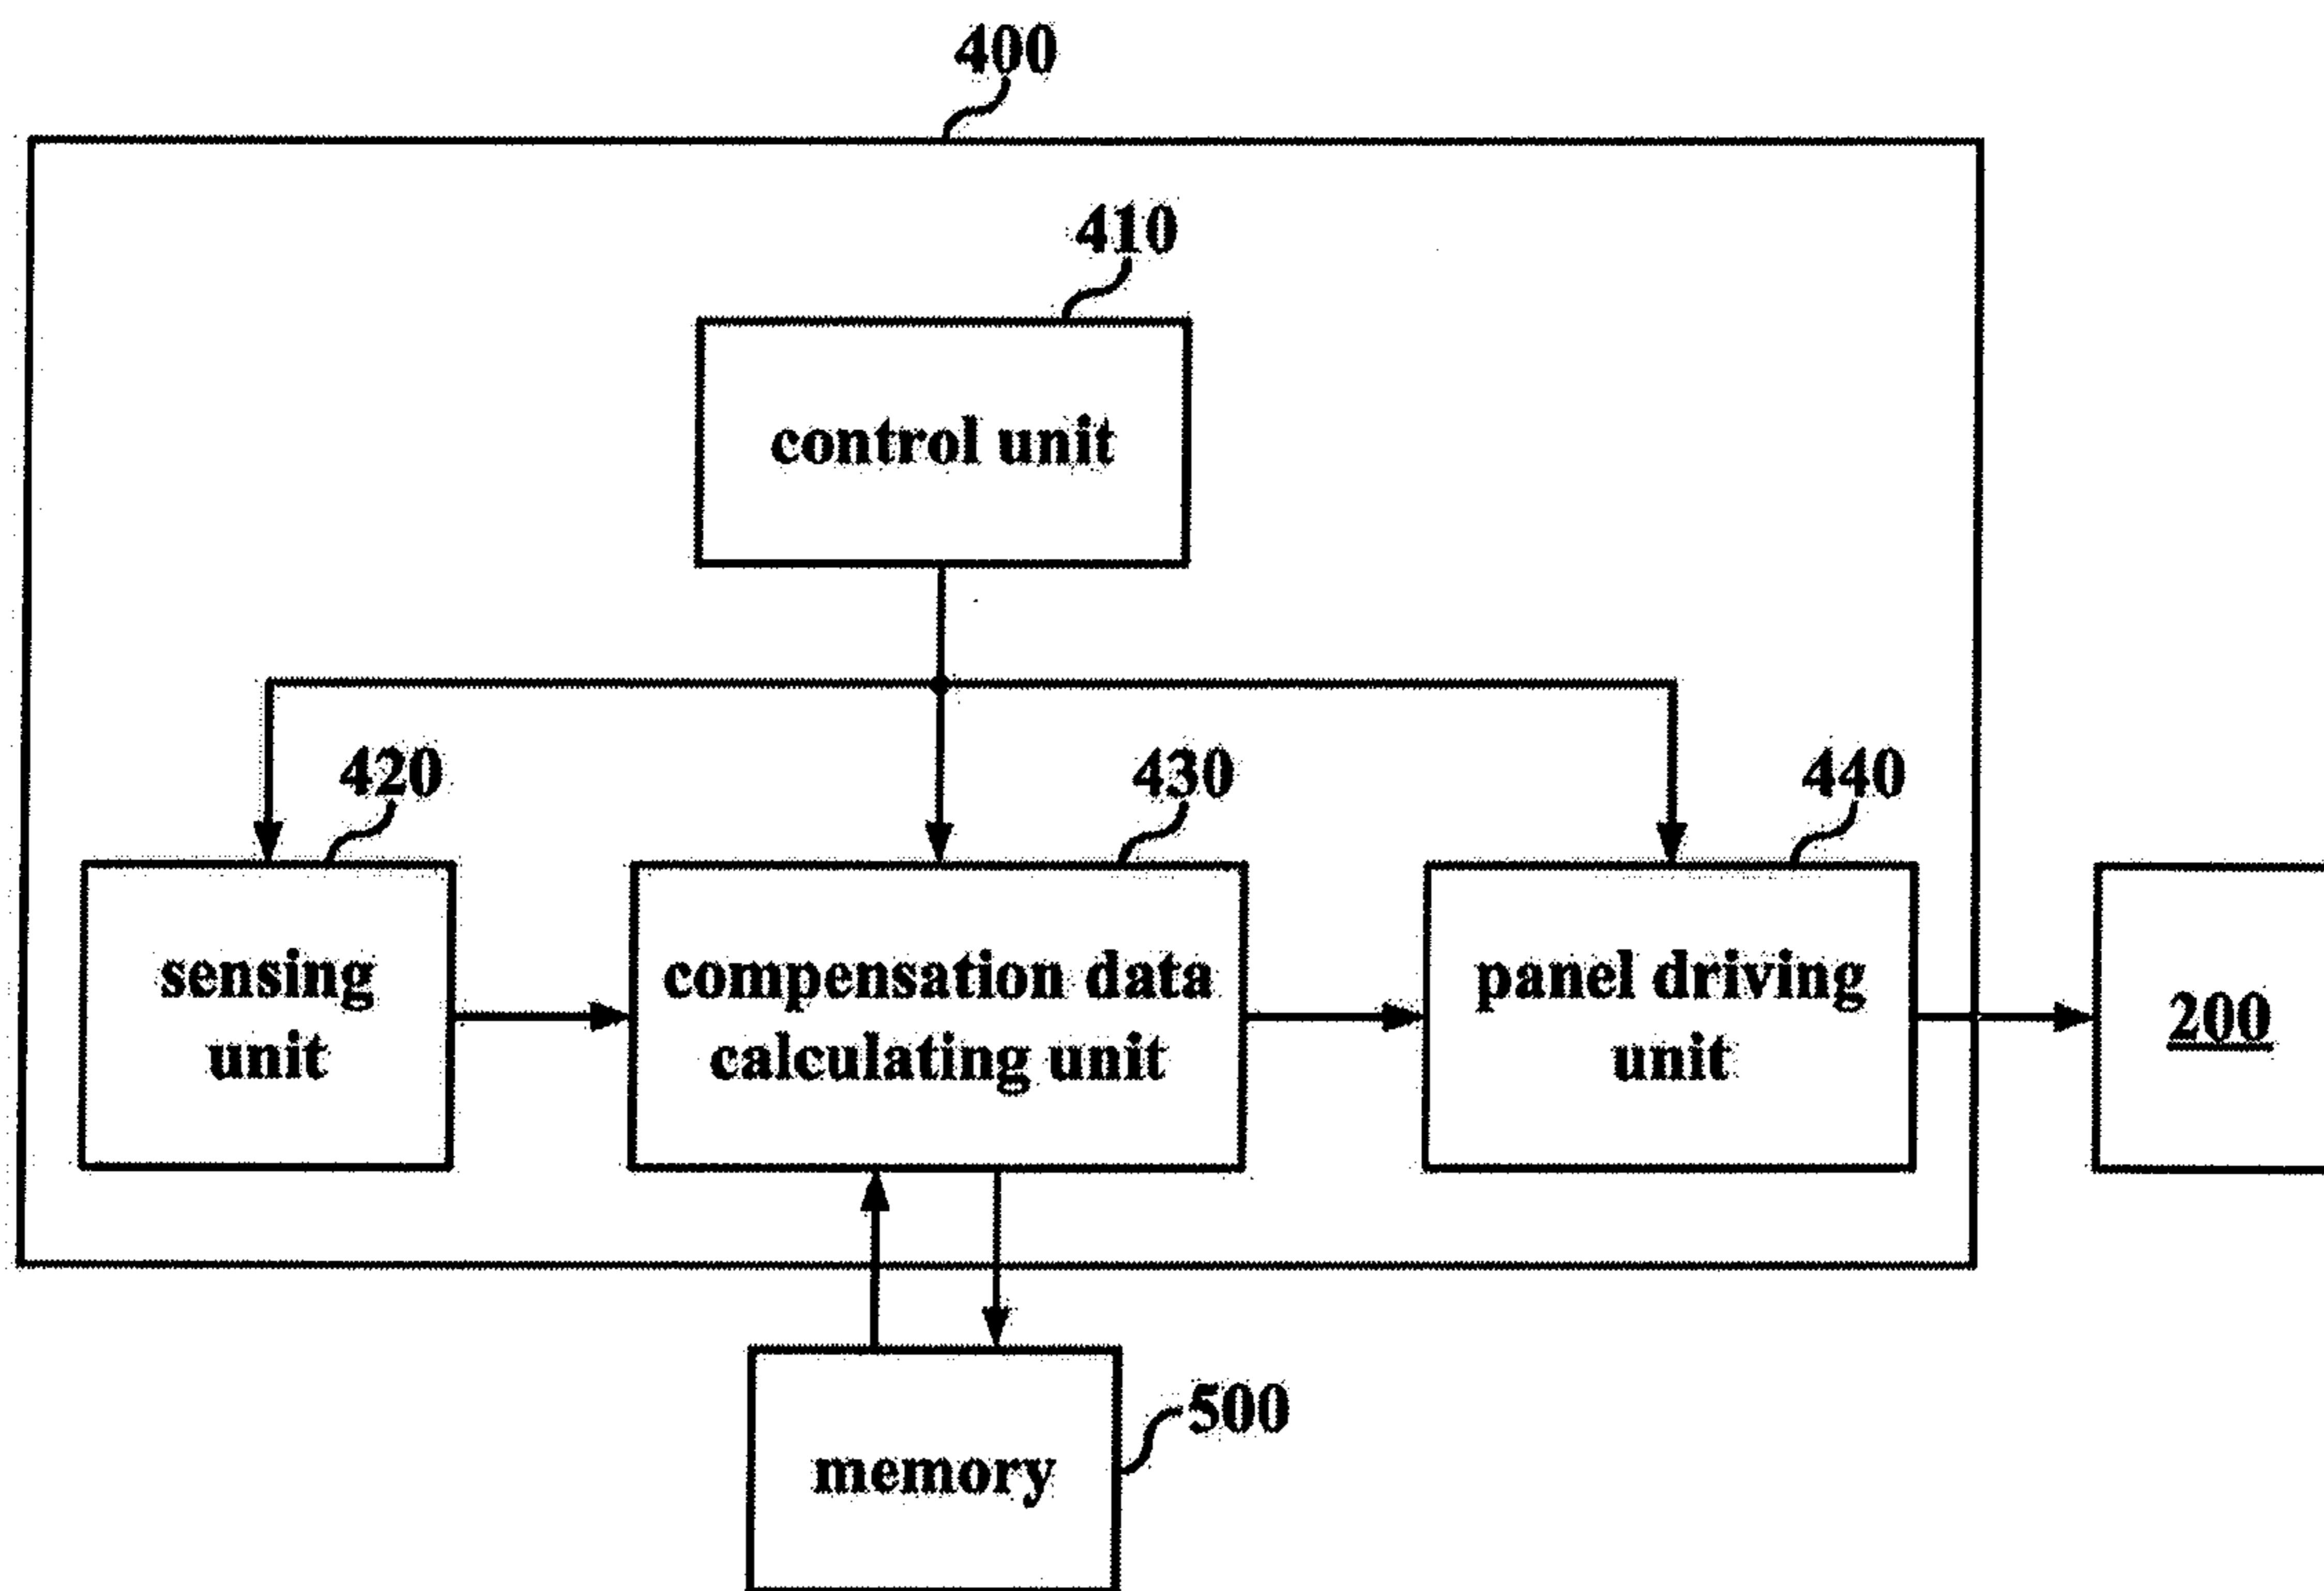 400
410
control unit
420
430
440
sensing
unit
compensation data
calculating unit
panel driving
unit
200
500
memory